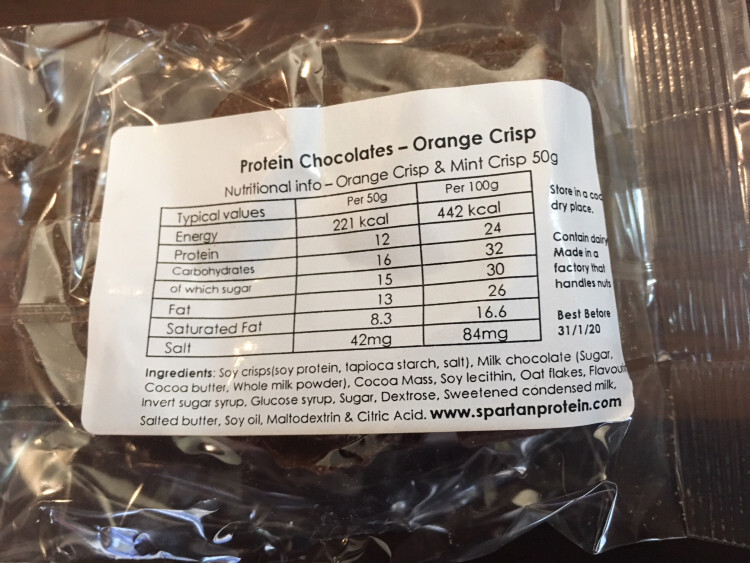 Protein Chocolates – Orange Crisp
Nutritional info – Orange Crisp & Mint Crisp 50g
Typical values Per 50g Per 100g
Energy 221 kcal 442 kcal
Protein 12 24
Carbohydrates 16 32
of which sugar 15 30
Fat 13 26
Saturated Fat 8.3 16.6
Salt 42mg 84mg
Store in a
dry place.
Contain dairy
Made in a
factory that
handles nuts
Best Before
31/1/20
Ingredients: Soy crisps(soy protein, tapioca starch, salt), Milk chocolate (Sugar,
Cocoa butter, Whole milk powder), Cocoa Mass, Soy lecithin, Oat flakes,
Invert sugar syrup, Glucose syrup, Sugar, Dextrose, Sweetened condensed milk,
Salted butter, Soy oil, Maltodextrin & Citric Acid. www.spartanprotein.com